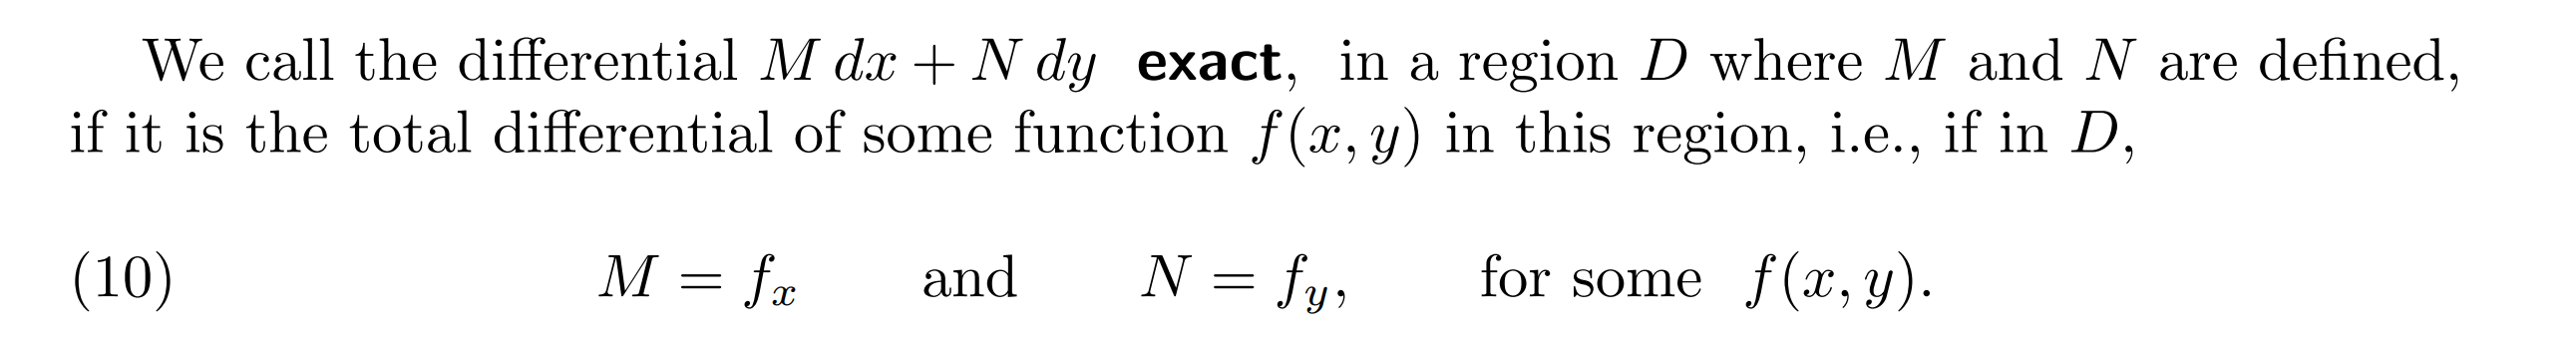 We call the differential M dx + N dy exact, in a region D where M and N are defined,
if it is the total differential of some function f(x, y) in this region, i.e., if in D,
(10) M = f_x and N = f_y, for some f(x, y).